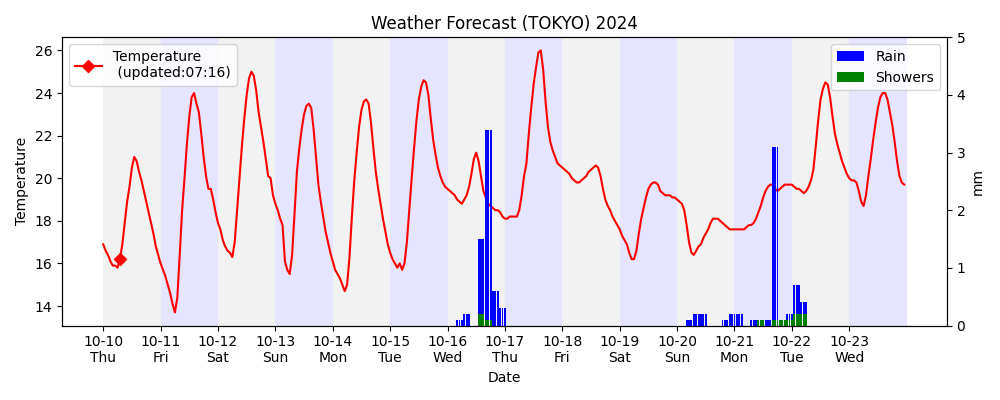 Weather Forecast (TOKYO) 2024
Temperature
(updated:07:16)
Rain
Showers
Temperature
26
24
22
20
18
16
14
5
4
3
2
1
0
mm
10-10 10-11 10-12 10-13 10-14 10-15 10-16 10-17 10-18 10-19 10-20 10-21 10-22 10-23
Thu Fri Sat Sun Mon Tue Wed Thu Fri Sat Sun Mon Tue Wed
Date